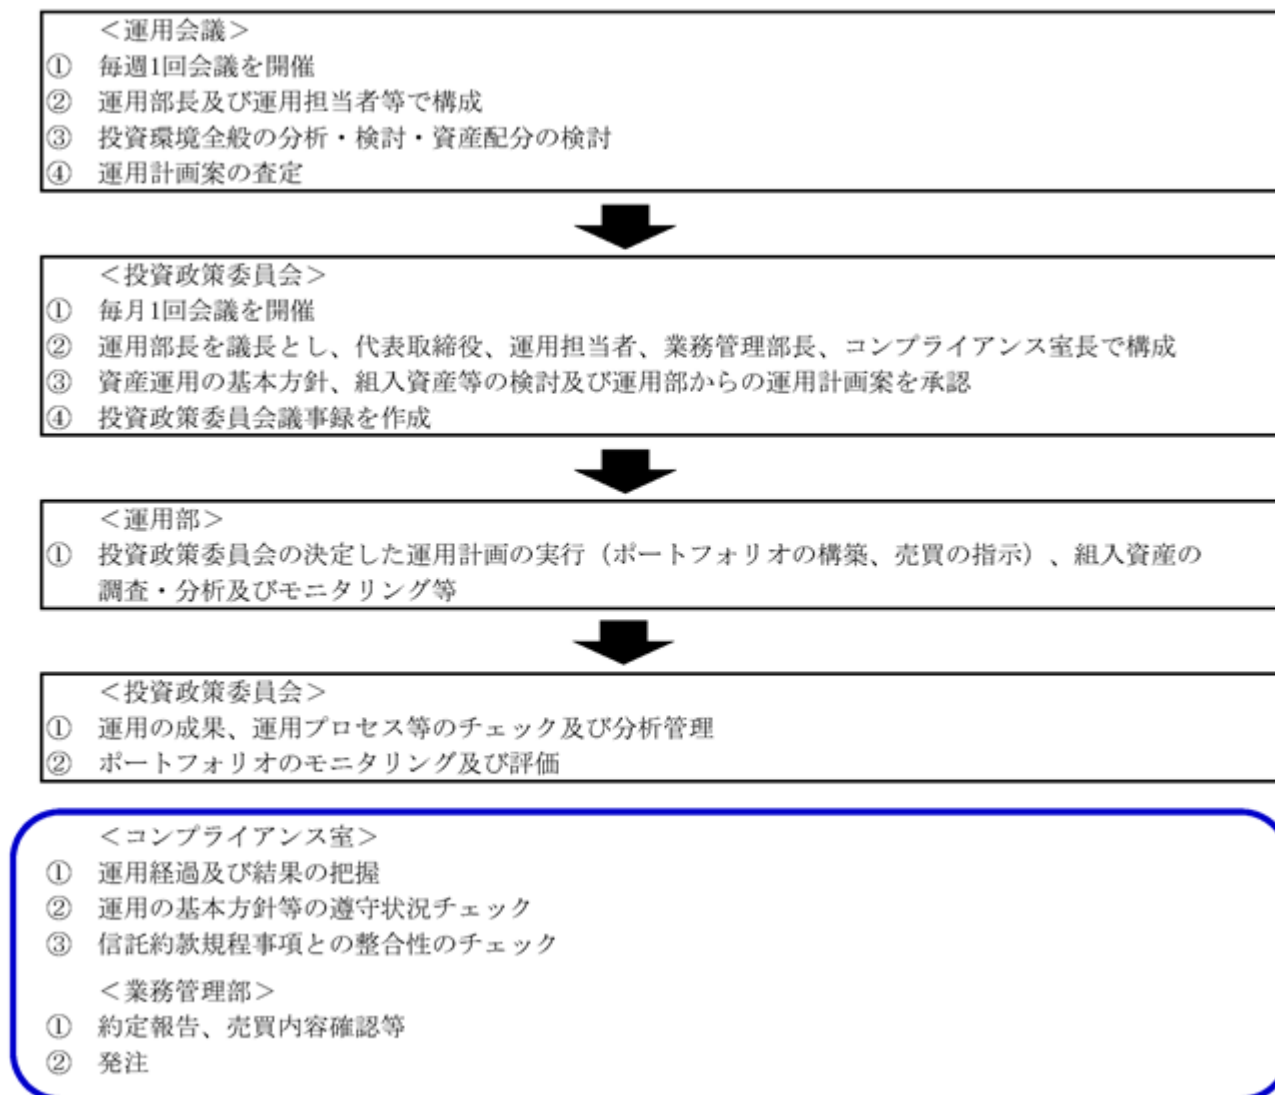 ＜運用会議＞
① 毎週1回会議を開催
② 運用部長及び運用担当者等で構成
③ 投資環境全般の分析・検討・資産配分の検討
④ 運用計画案の査定
＜投資政策委員会＞
① 毎月1回会議を開催
② 運用部長を議長とし、代表取締役、運用担当者、業務管理部長、コンプライアンス室長で構成
③ 資産運用の基本方針、組入資産等の検討及び運用部からの運用計画案を承認
④ 投資政策委員会議事録を作成
＜運用部＞
① 投資政策委員会の決定した運用計画の実行（ポートフォリオの構築、売買の指示）、組入資産の
調査・分析及びモニタリング等
＜投資政策委員会＞
① 運用の成果、運用プロセス等のチェック及び分析管理
② ポートフォリオのモニタリング及び評価
＜コンプライアンス室＞
① 運用経過及び結果の把握
② 運用の基本方針等の遵守状況チェック
③ 信託約款規程事項との整合性のチェック
＜業務管理部＞
① 約定報告、売買内容確認等
② 発注